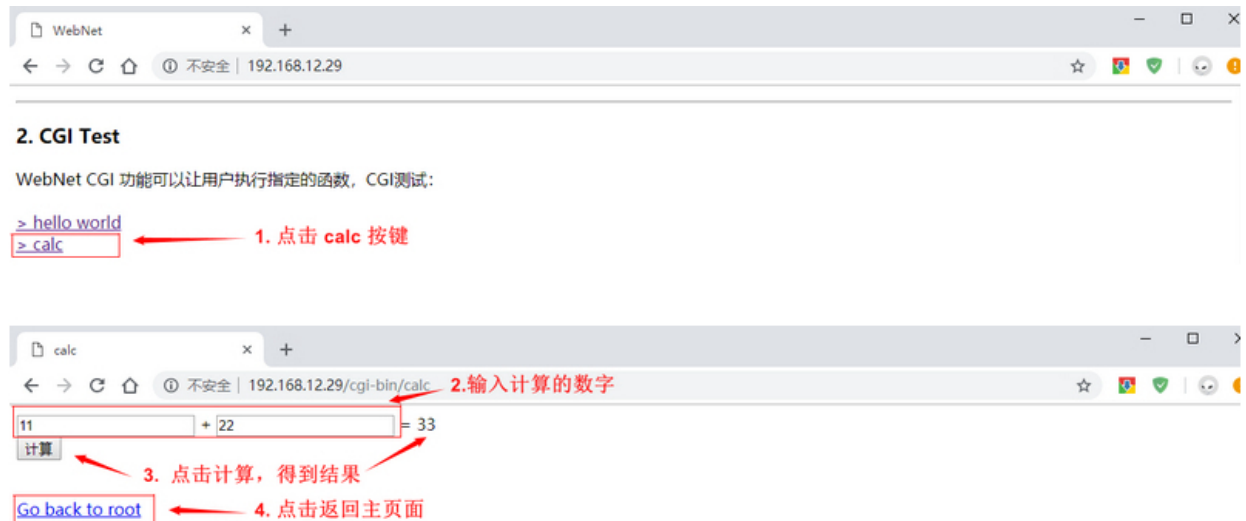 WebNet
不安全 | 192.168.12.29
2. CGI Test
WebNet CGI 功能可以让用户执行指定的函数，CGI测试：
> hello world
> calc
1. 点击 calc 按键
calc
不安全 | 192.168.12.29/cgi-bin/calc
2.输入计算的数字
11 + 22 = 33
计算
3. 点击计算，得到结果
Go back to root
4. 点击返回主页面